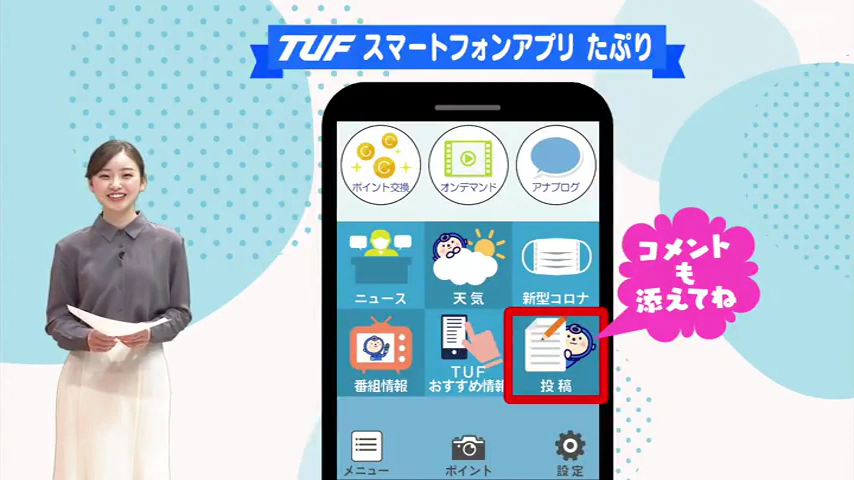 TUF スマートフォンアプリ たぷり
ポイント交換
オンデマンド
アナブログ
ニュース
天気
新型コロナ
コメント
も
添えてね
番組情報
TUF
おすすめ情報
投稿
メニュー
ポイント
設定